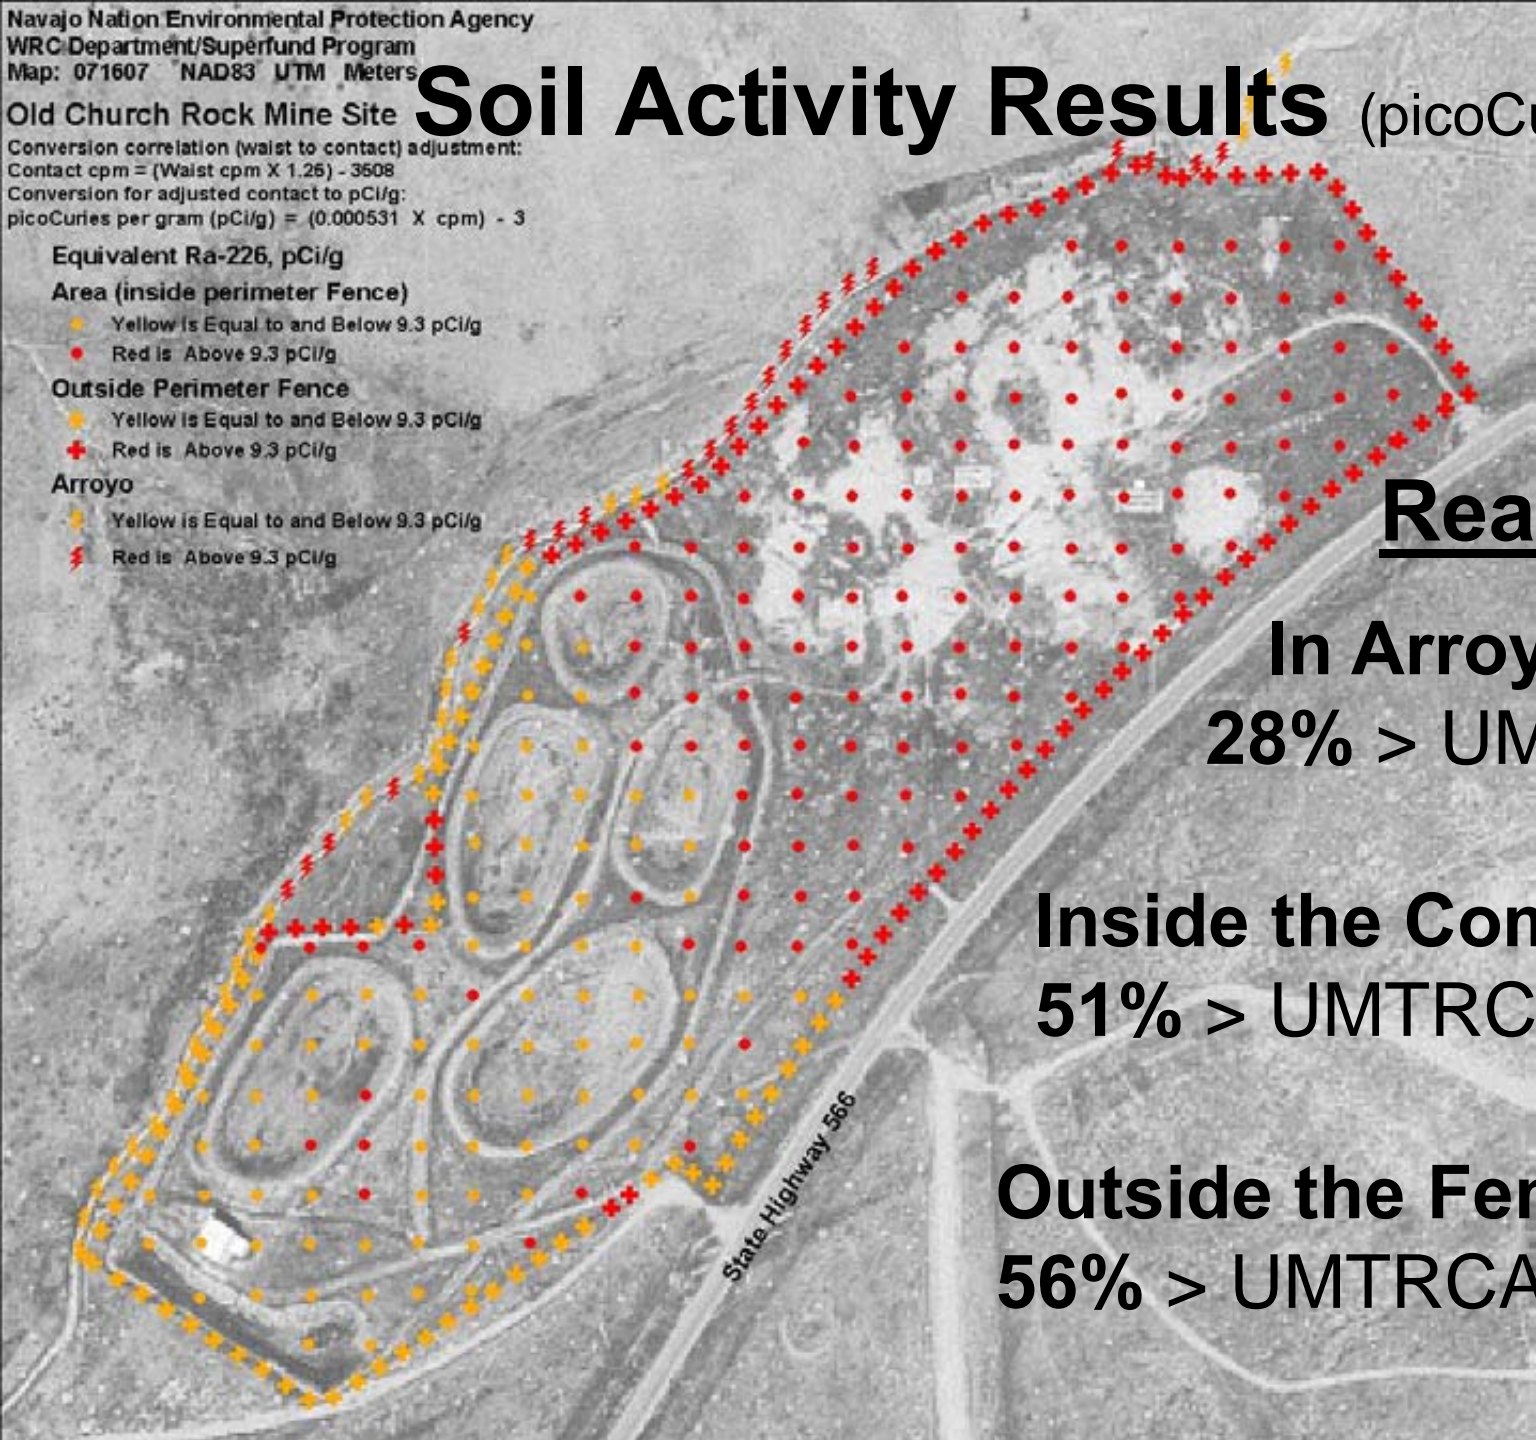 Navajo Nation Environmental Protection Agency
WRC Department/Superfund Program
Map: 071607 NAD83 UTM Meters
Soil Activity Results (picoCu
Old Church Rock Mine Site
Conversion correlation (waist to contact) adjustment:
Contact cpm = (Waist cpm X 1.26) - 3508
Conversion for adjusted contact to pCi/g:
picoCuries per gram (pCi/g) = (0.000531 X cpm) - 3
Equivalent Ra-226, pCi/g
Area (inside perimeter Fence)
Yellow is Equal to and Below 9.3 pCi/g
Red is Above 9.3 pCi/g
Outside Perimeter Fence
Yellow is Equal to and Below 9.3 pCi/g
Red is Above 9.3 pCi/g
Arroyo
Yellow is Equal to and Below 9.3 pCi/g
Red is Above 9.3 pCi/g
Rea
In Arroy
28% > UM
Inside the Con
51% > UMTRC
Outside the Fen
56% > UMTRCA
State Highway 566